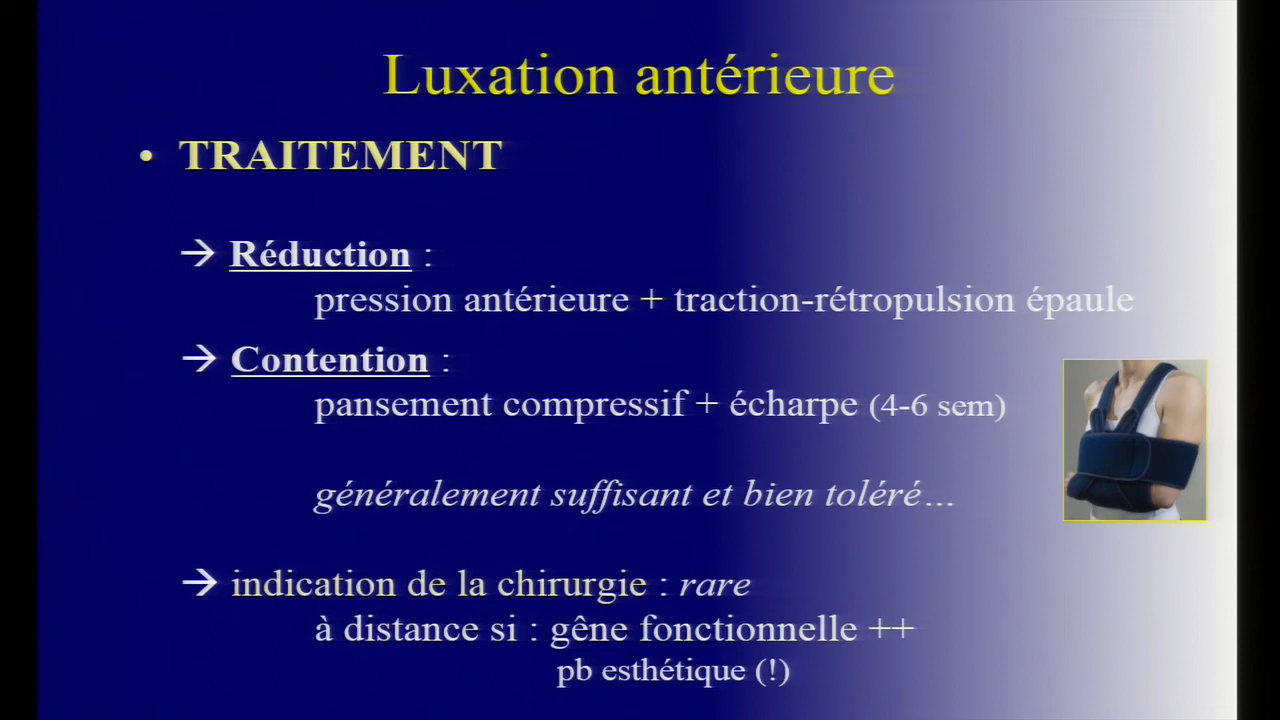 Luxation antérieure
• TRAITEMENT
→ Réduction :
pression antérieure + traction-rétropulsion épaule
→ Contention :
pansement compressif + écharpe (4-6 sem)
généralement suffisant et bien toléré...
→ indication de la chirurgie : rare
à distance si : gêne fonctionnelle ++
pb esthétique (!)